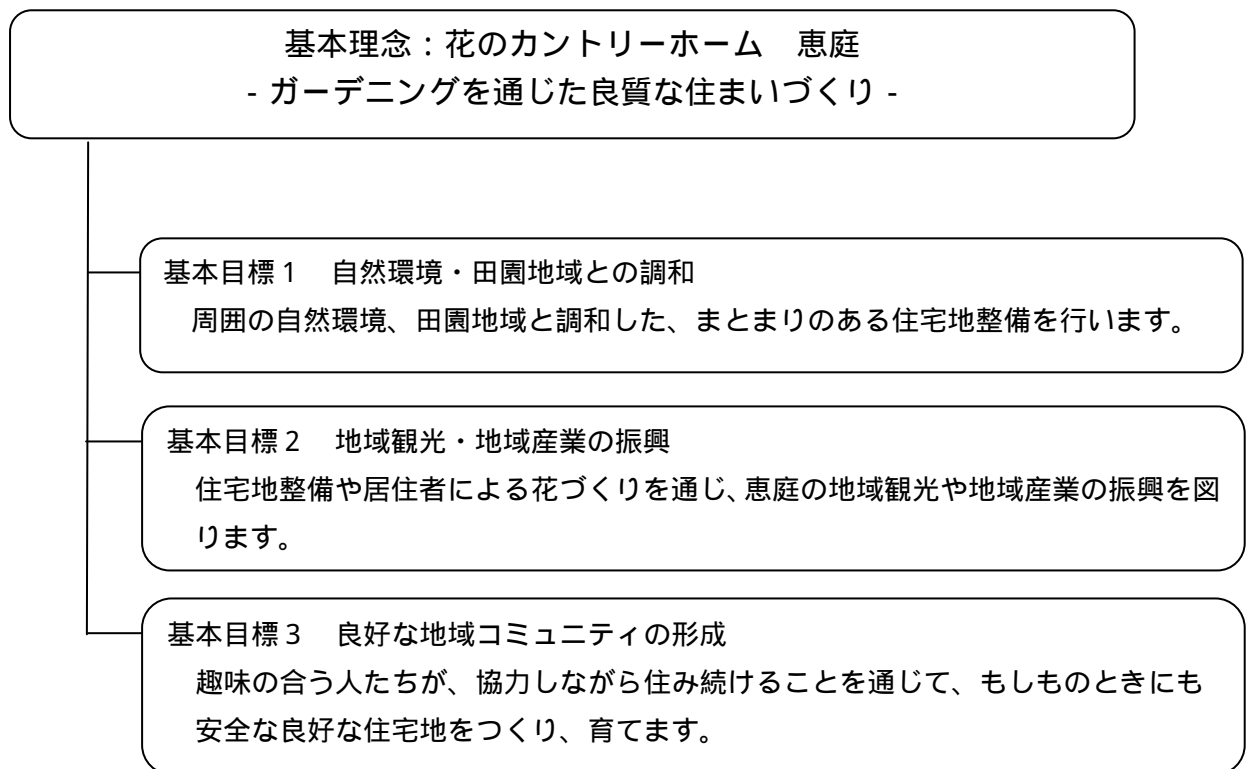 基本理念：花のカントリーホーム　恵庭
- ガーデニングを通じた良質な住まいづくり -
基本目標1　自然環境・田園地域との調和
周囲の自然環境、田園地域と調和した、まとまりのある住宅地整備を行います。
基本目標2　地域観光・地域産業の振興
住宅地整備や居住者による花づくりを通じ、恵庭の地域観光や地域産業の振興を図
ります。
基本目標3　良好な地域コミュニティの形成
趣味の合う人たちが、協力しながら住み続けることを通じて、もしものときにも
安全な良好な住宅地をつくり、育てます。